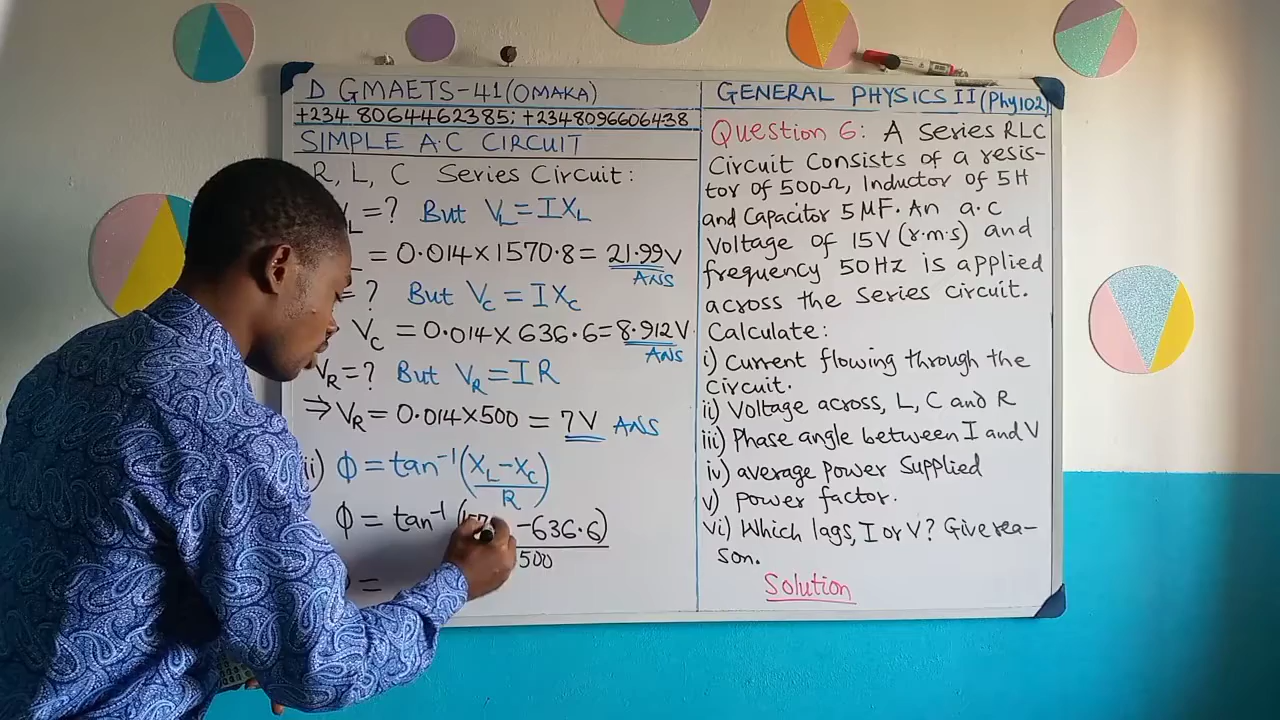 D GMAETS-41(OMAKA)
+234 8064462385; +2348096606438
SIMPLE A.C CIRCUIT
R, L, C Series Circuit:
L = ? But V_L = IX_L
= 0.014 × 1570.8 = 21.99V
ANS
= ? But V_C = IX_C
V_C = 0.014 × 636.6 = 8.912V
ANS
V_R = ? But V_R = IR
⇒ V_R = 0.014 × 500 = 7V ANS
ii) Φ = tan⁻¹(X_L − X_C)
R
Φ = tan⁻¹( − 636.6)
500
=
GENERAL PHYSICS II (Phy102)
Question 6: A Series RLC
Circuit Consists of a resis-
tor of 500Ω, Inductor of 5H
and Capacitor 5MF. An a.c
Voltage of 15V (r.m.s) and
frequency 50Hz is applied
across the Series Circuit.
Calculate:
i) Current flowing through the
Circuit.
ii) Voltage across, L, C and R
iii) Phase angle between I and V
iv) average power Supplied
v) Power factor.
vi) Which lags, I or V? Give rea-
son.
Solution